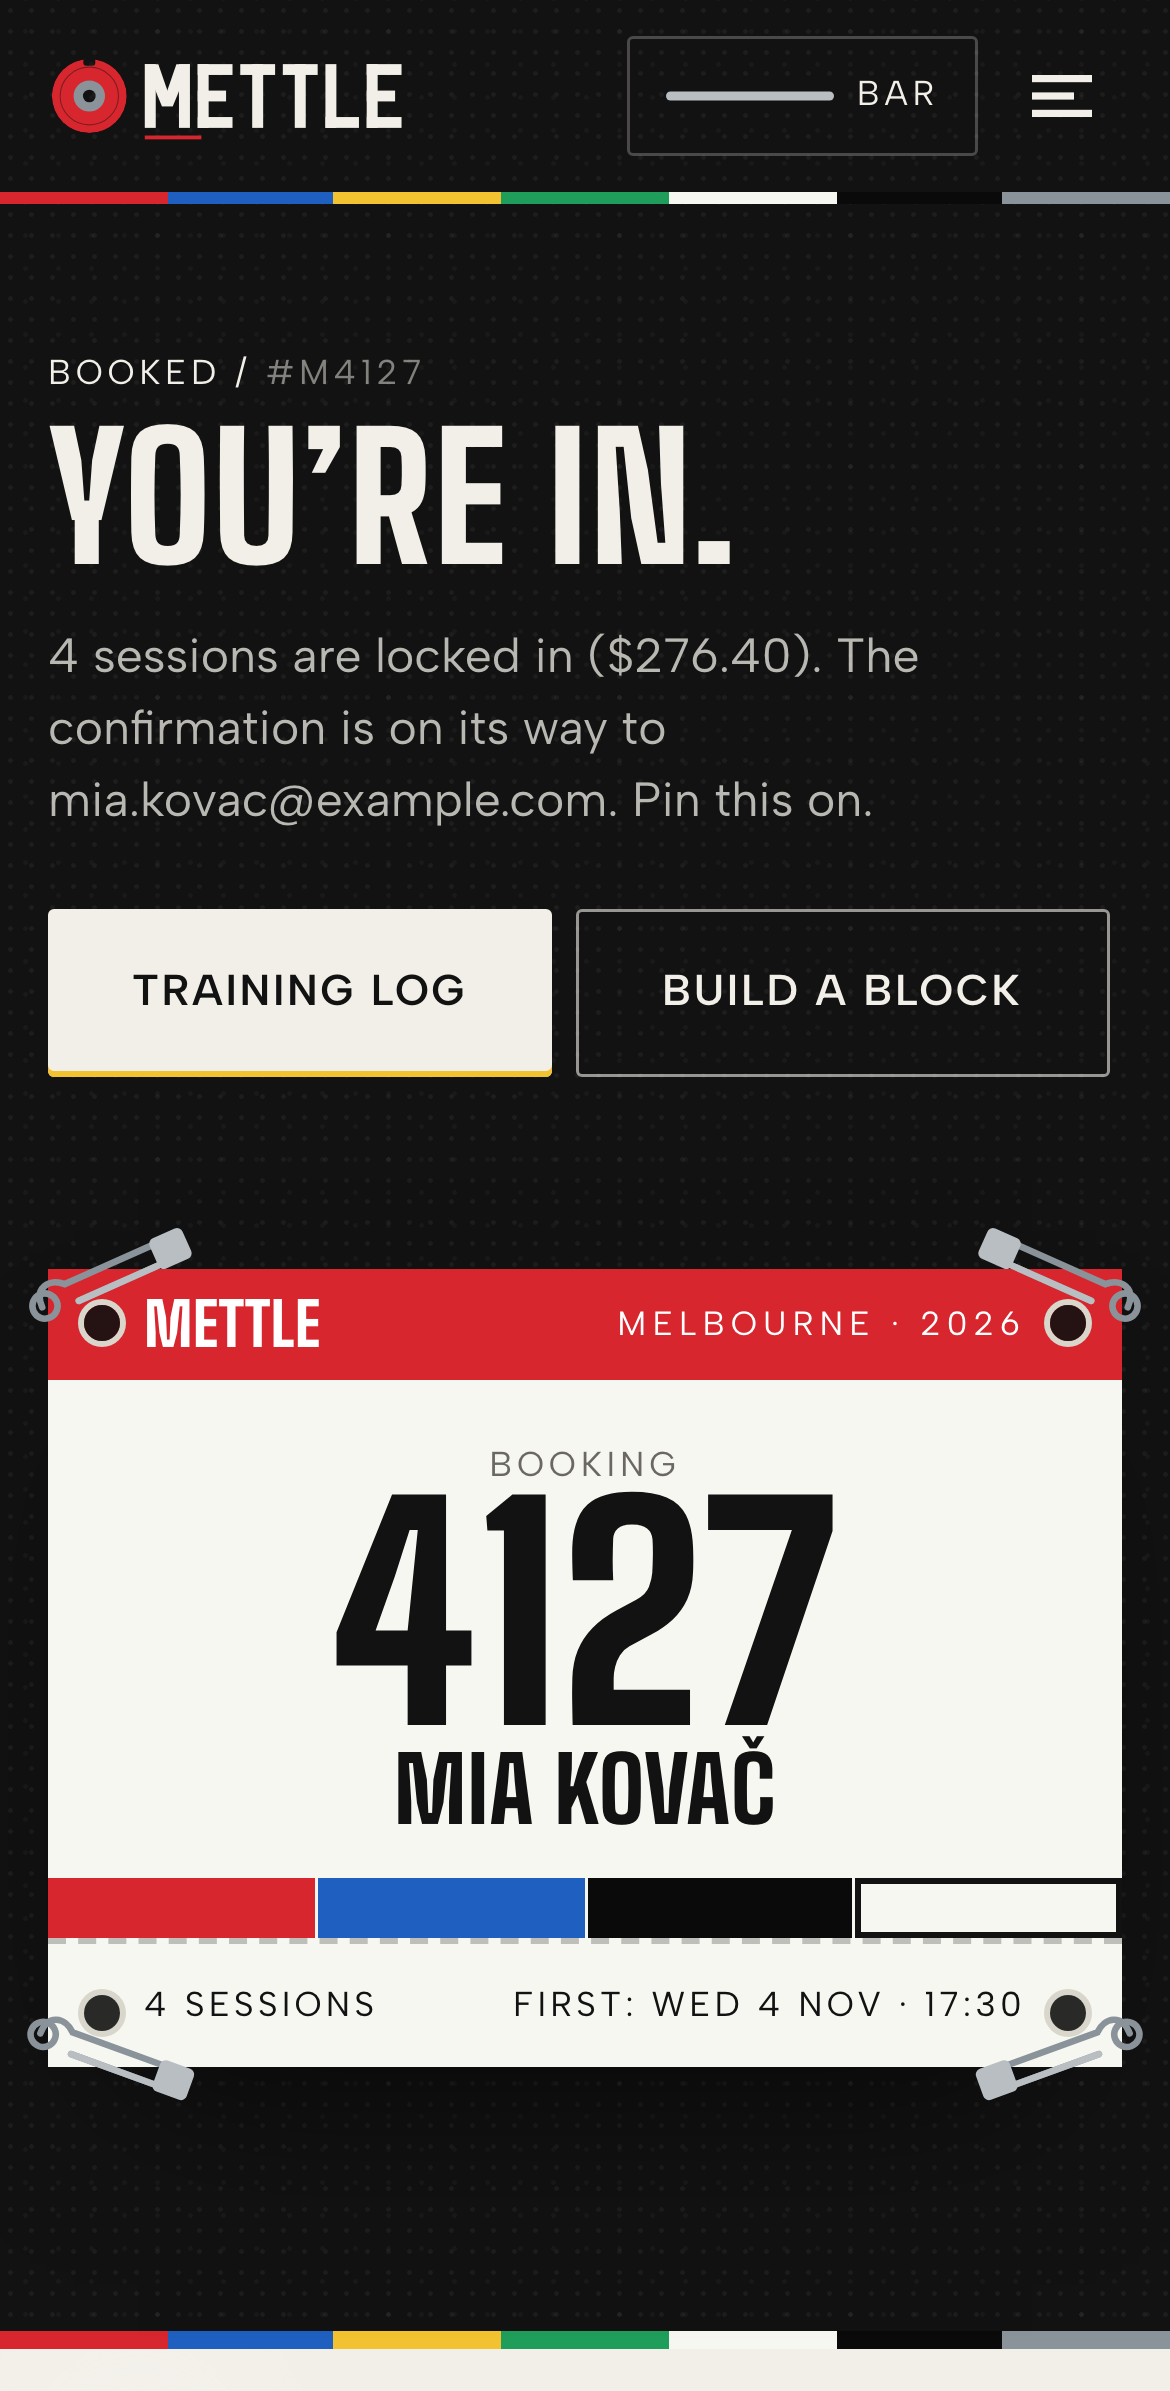 METTLE
BAR
BOOKED / #M4127
YOU’RE IN.
4 sessions are locked in ($276.40). The
confirmation is on its way to
mia.kovac@example.com. Pin this on.
TRAINING LOG
BUILD A BLOCK
METTLE
MELBOURNE · 2026
BOOKING
4127
MIA KOVAČ
4 SESSIONS
FIRST: WED 4 NOV · 17:30